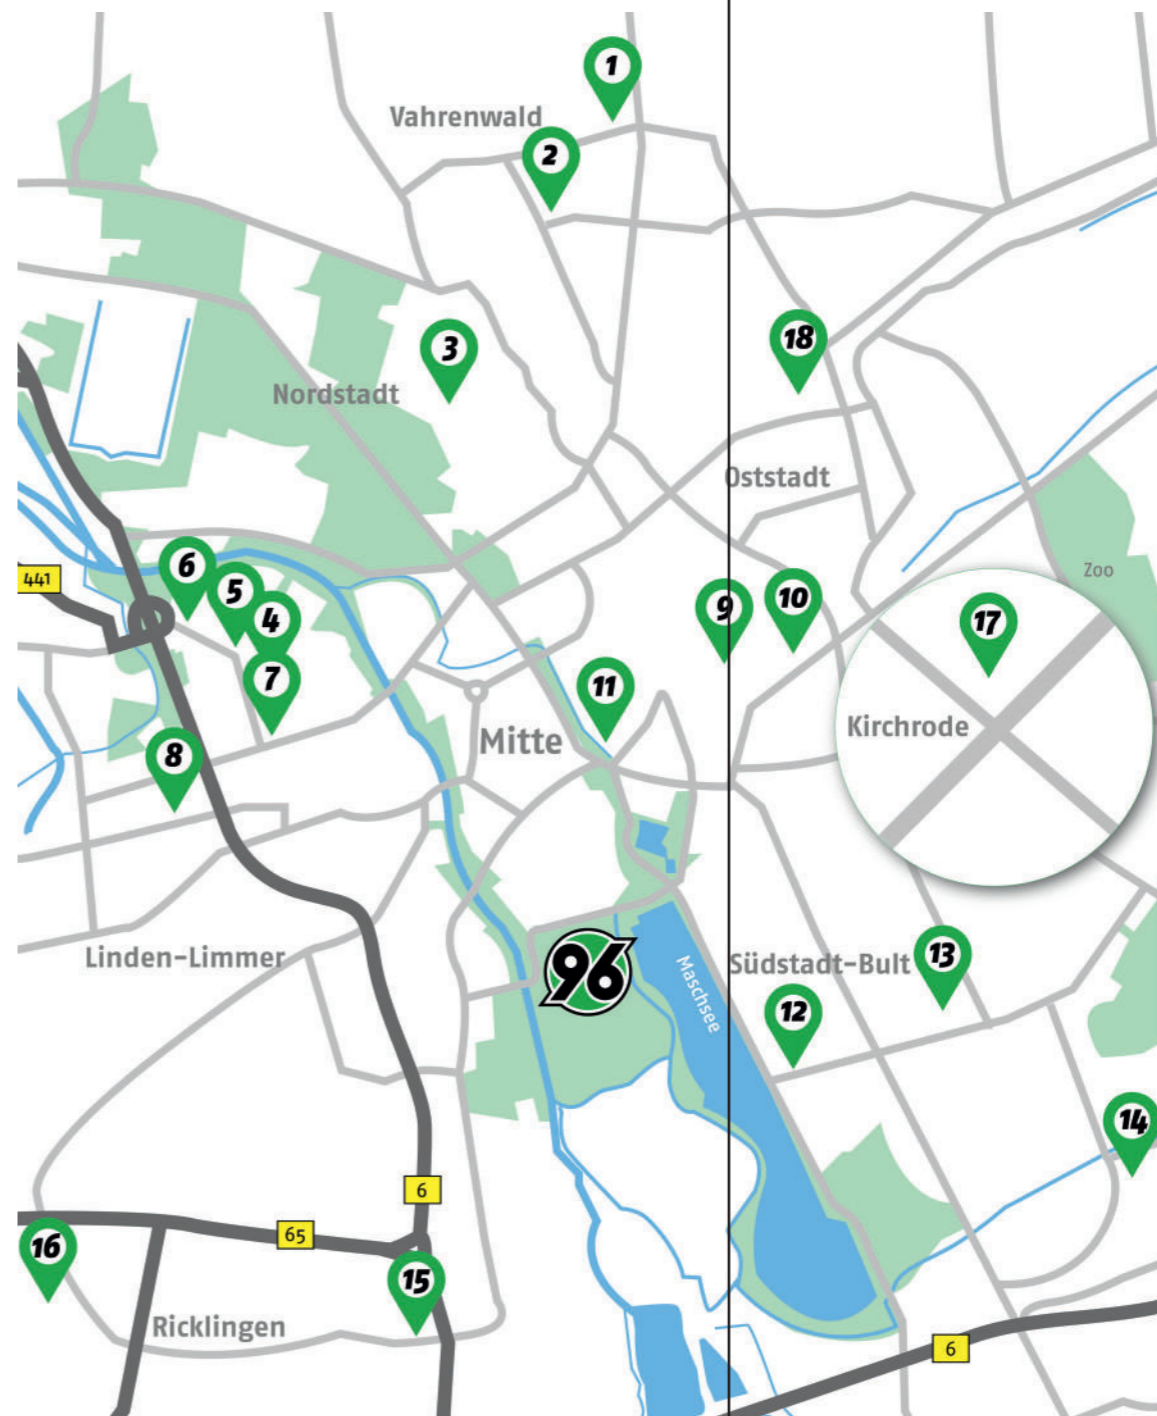 1
Vahrenwald
2
18
3
Nordstadt
Oststadt
6
441
5
Zoo
4
9
10
17
7
11
Kirchrode
Mitte
8
Linden-Limmer
96
Maschsee
Südstadt-Bult
13
12
14
6
65
16
15
Ricklingen
6